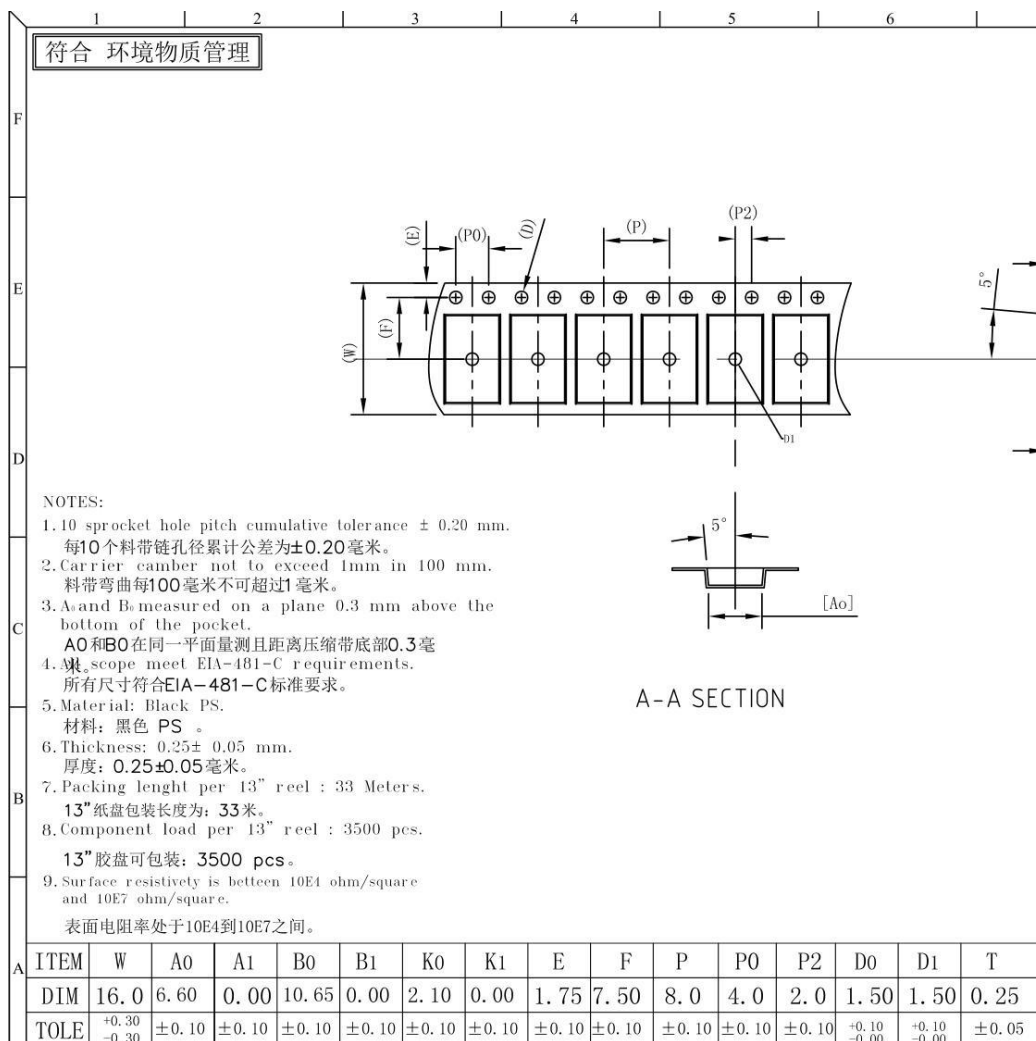 1 2 3 4 5 6
符合 环境物质管理
F
E
D
C
B
A
(P2)
(E) (P0) (D) (P)
5°
(F)
(W)
D1
NOTES:
1. 10 sprocket hole pitch cumulative tolerance ± 0.20 mm.
每10个料带链孔径累计公差为±0.20毫米。
2. Carrier camber not to exceed 1mm in 100 mm.
料带弯曲每100毫米不可超过1毫米。
3. A₀ and B₀ measured on a plane 0.3 mm above the
bottom of the pocket.
A0和B0在同一平面量测且距离压缩带底部0.3毫
米。
4. All scope meet EIA-481-C requirements.
所有尺寸符合EIA-481-C标准要求。
5. Material: Black PS.
材料: 黑色 PS 。
6. Thickness: 0.25± 0.05 mm.
厚度: 0.25±0.05毫米。
7. Packing lenght per 13” reel : 33 Meters.
13”纸盘包装长度为: 33米。
8. Component load per 13” reel : 3500 pcs.
13”胶盘可包装: 3500 pcs。
9. Surface resistivety is betteen 10E4 ohm/square
and 10E7 ohm/square.
表面电阻率处于10E4到10E7之间。
5°
[Ao]
A-A SECTION
ITEM W A0 A1 B0 B1 K0 K1 E F P P0 P2 D0 D1 T
DIM 16.0 6.60 0.00 10.65 0.00 2.10 0.00 1.75 7.50 8.0 4.0 2.0 1.50 1.50 0.25
TOLE +0.30 -0.30 ±0.10 ±0.10 ±0.10 ±0.10 ±0.10 ±0.10 ±0.10 ±0.10 ±0.10 ±0.10 ±0.10 +0.10 -0.00 +0.10 -0.00 ±0.05